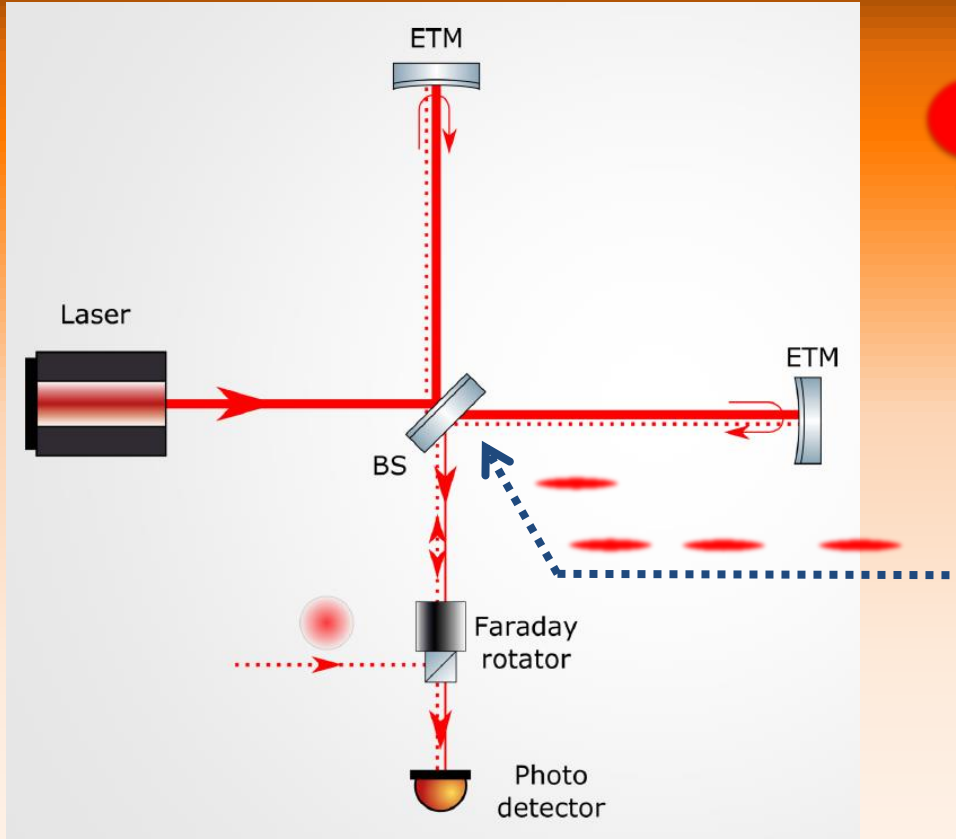 ETM
Laser
ETM
BS
Faraday
rotator
Photo
detector